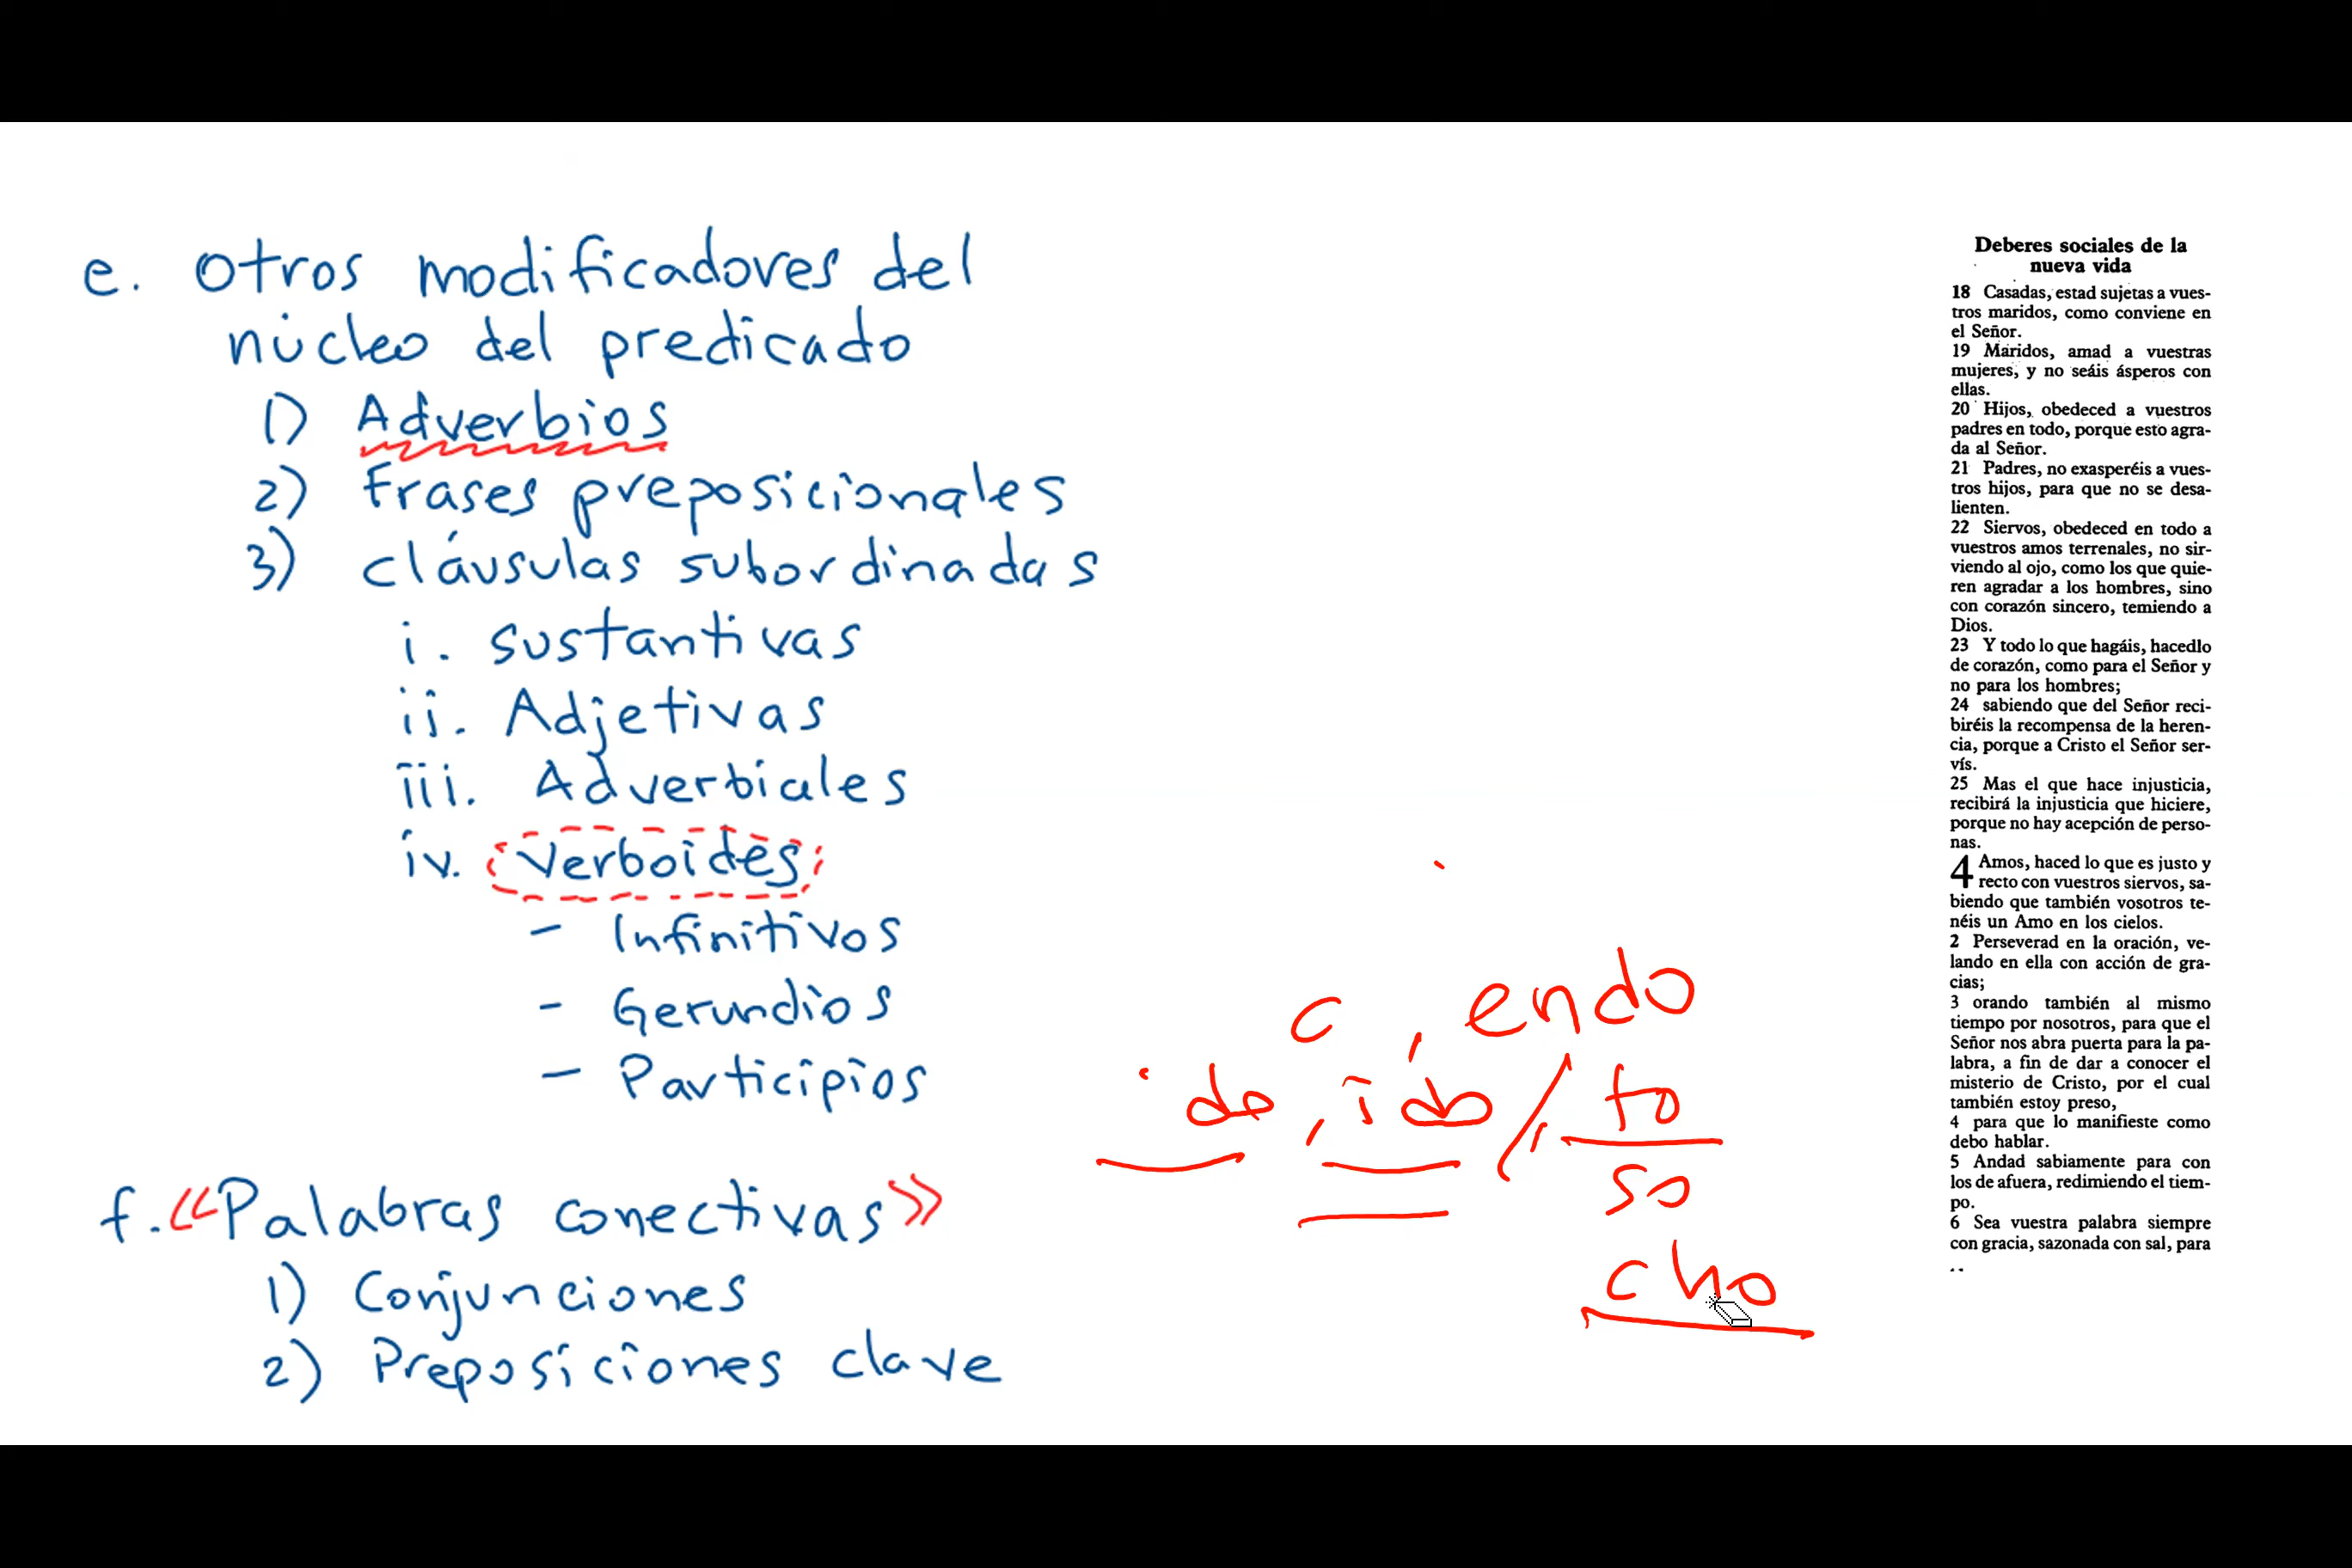 e. Otros modificadores del
núcleo del predicado
1) Adverbios
2) Frases preposicionales
3) cláusulas subordinadas
i. sustantivas
ii. Adjetivas
iii. Adverbiales
iv. Verboides
- Infinitivos
- Gerundios
- Participios
f. «Palabras conectivas»
1) Conjunciones
2) Preposiciones clave
, endo
do, ido, to
so
cho
Deberes sociales de la
nueva vida
18 Casadas, estad sujetas a vues-
tros maridos, como conviene en
el Señor.
19 Maridos, amad a vuestras
mujeres, y no seáis ásperos con
ellas.
20 Hijos, obedeced a vuestros
padres en todo, porque esto agra-
da al Señor.
21 Padres, no exasperéis a vues-
tros hijos, para que no se desa-
lienten.
22 Siervos, obedeced en todo a
vuestros amos terrenales, no sir-
viendo al ojo, como los que quie-
ren agradar a los hombres, sino
con corazón sincero, temiendo a
Dios.
23 Y todo lo que hagáis, hacedlo
de corazón, como para el Señor y
no para los hombres;
24 sabiendo que del Señor reci-
biréis la recompensa de la heren-
cia, porque a Cristo el Señor ser-
vís.
25 Mas el que hace injusticia,
recibirá la injusticia que hiciere,
porque no hay acepción de perso-
nas.
4 Amos, haced lo que es justo y
recto con vuestros siervos, sa-
biendo que también vosotros te-
néis un Amo en los cielos.
2 Perseverad en la oración, ve-
lando en ella con acción de gra-
cias;
3 orando también al mismo
tiempo por nosotros, para que el
Señor nos abra puerta para la pa-
labra, a fin de dar a conocer el
misterio de Cristo, por el cual
también estoy preso,
4 para que lo manifieste como
debo hablar.
5 Andad sabiamente para con
los de afuera, redimiendo el tiem-
po.
6 Sea vuestra palabra siempre
con gracia, sazonada con sal, para